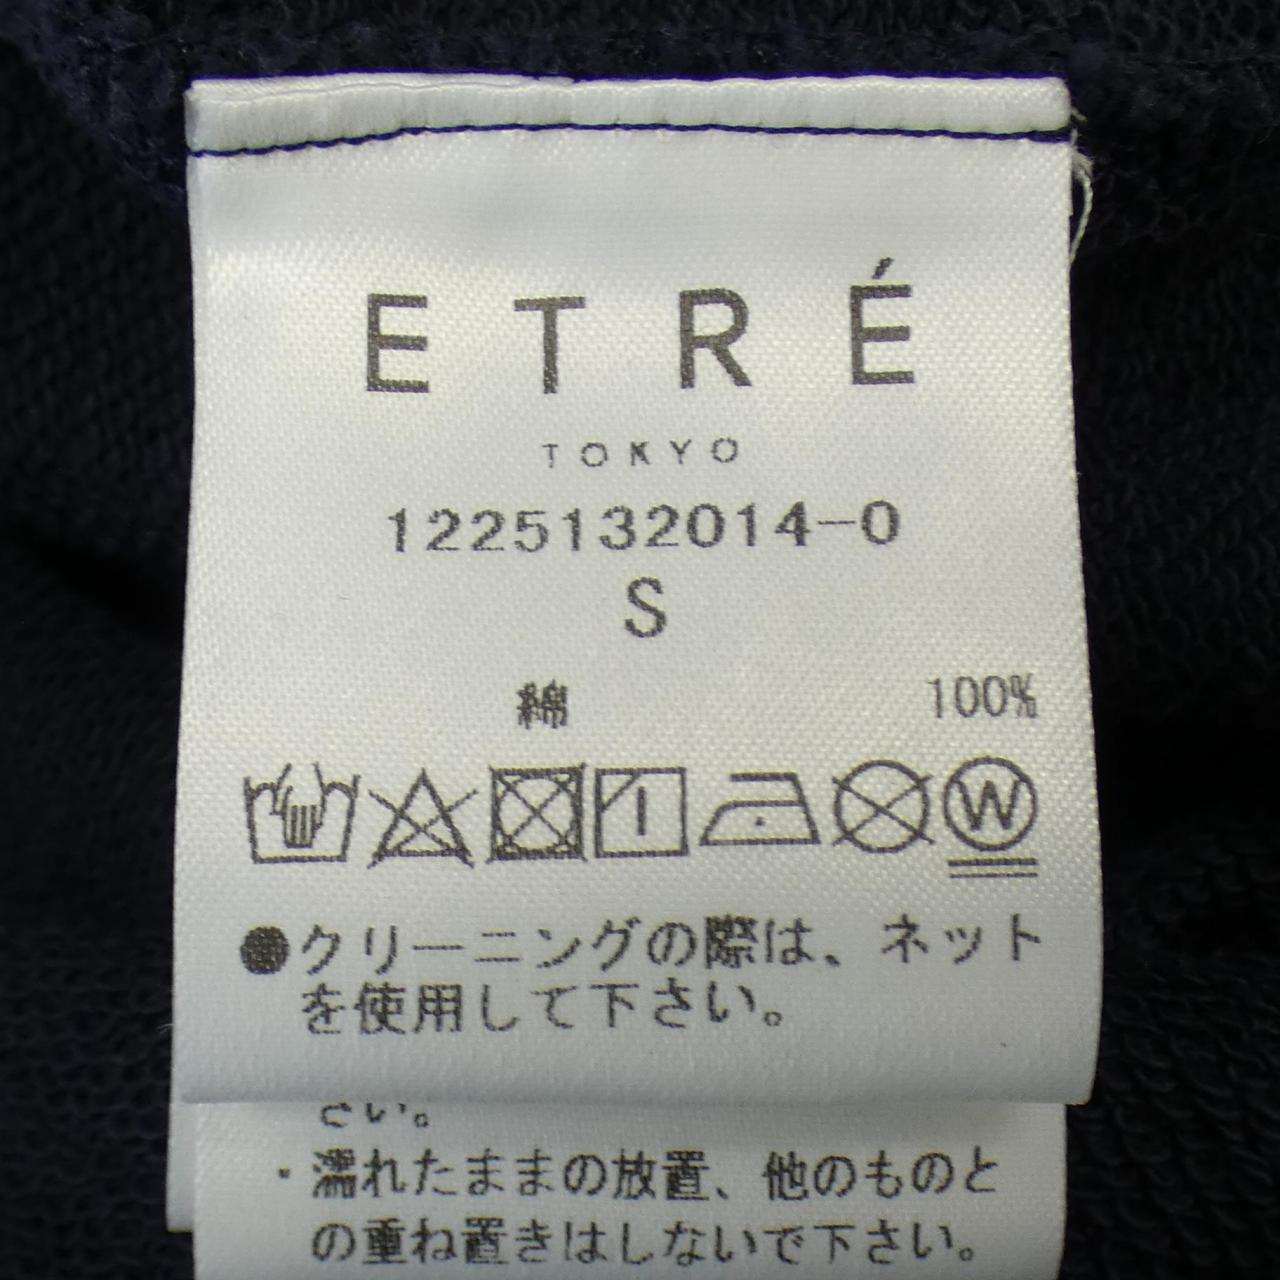 ETRÉ
TOKYO
1225132014-0
S
綿 100%
W
●クリーニングの際は、ネット
を使用して下さい。
さい。
・濡れたままの放置、他のものと
の重ね置きはしないで下さい。